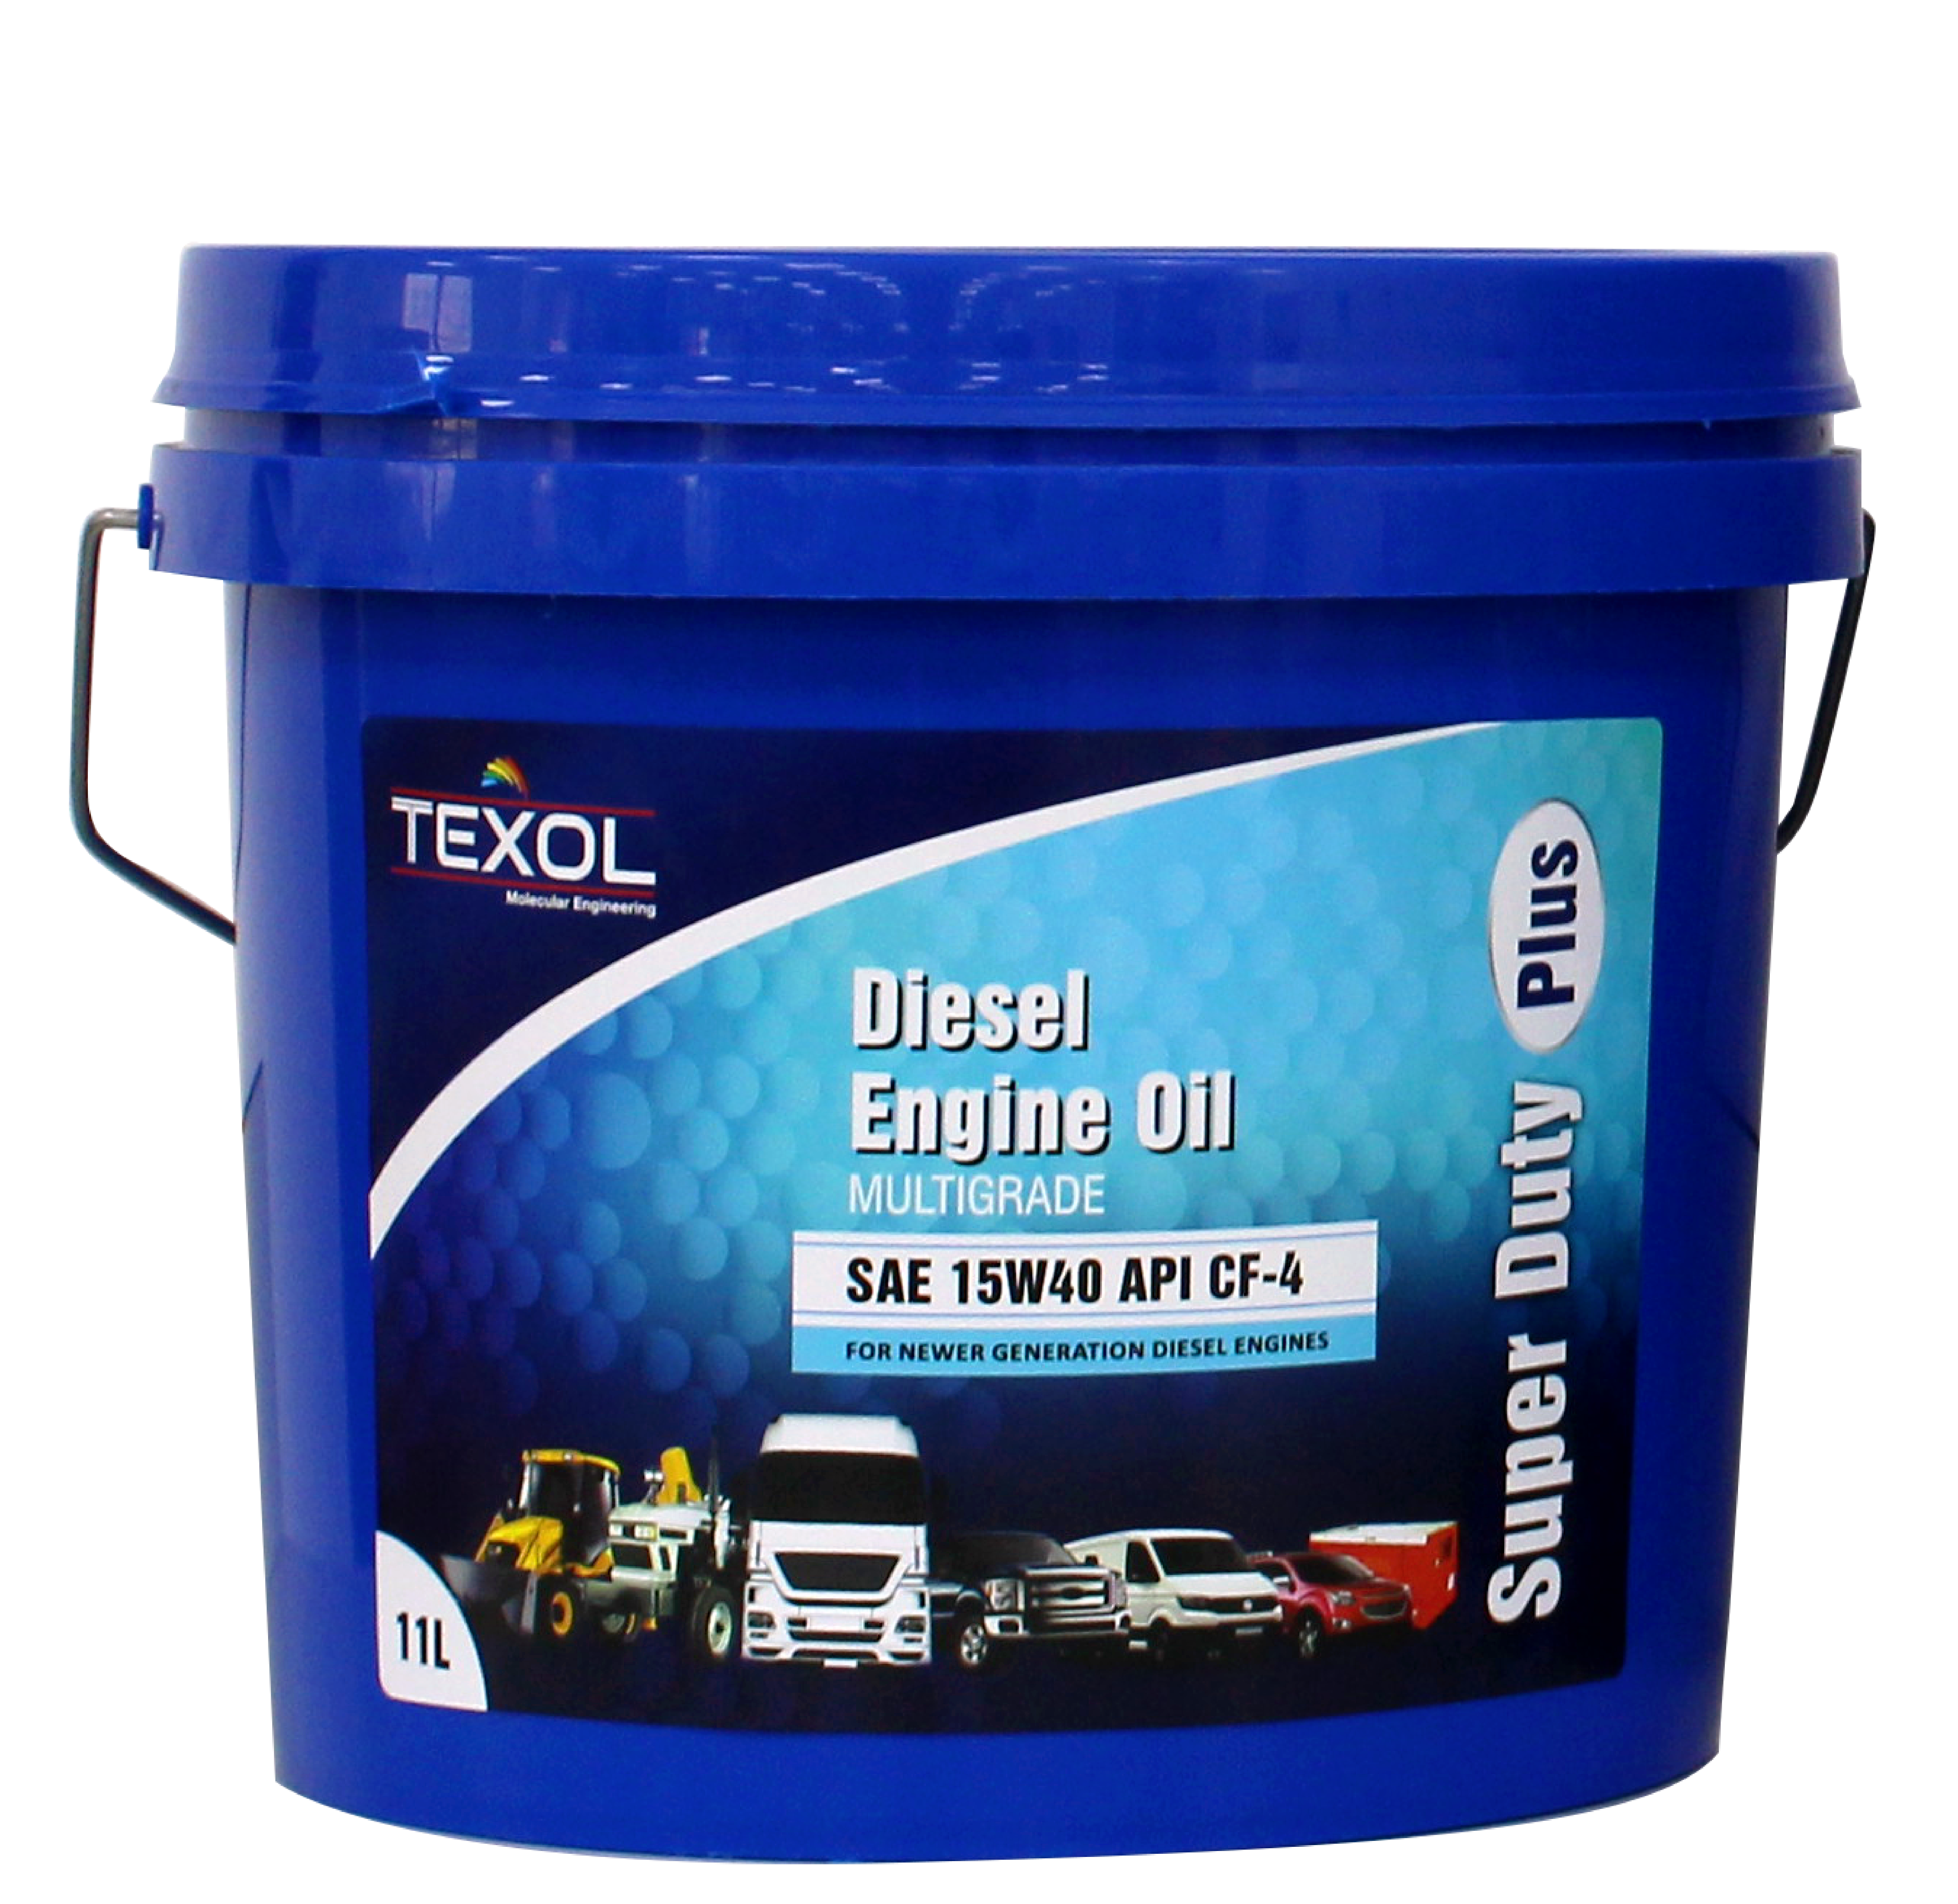 TEXOL
Molecular Engineering
Diesel
Engine Oil
MULTIGRADE
SAE 15W40 API CF-4
FOR NEWER GENERATION DIESEL ENGINES
Super Duty Plus
11L